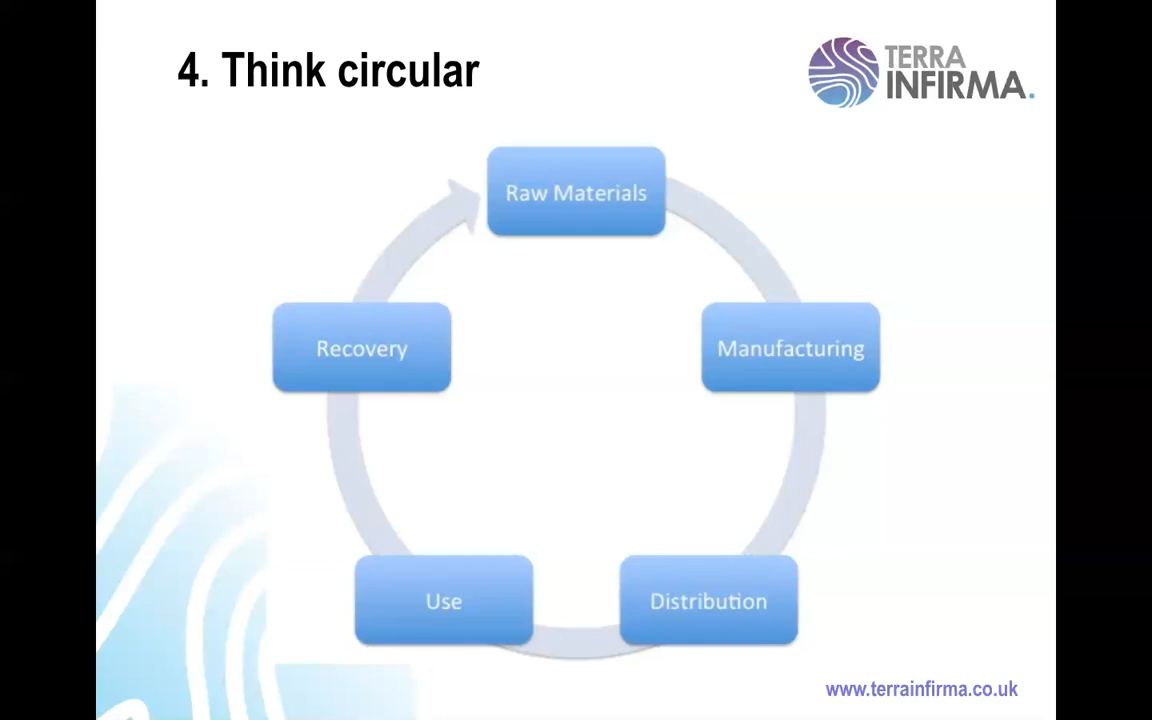 4. Think circular
TERRA
INFIRMA.
Raw Materials
Manufacturing
Distribution
Use
Recovery
www.terrainfirma.co.uk